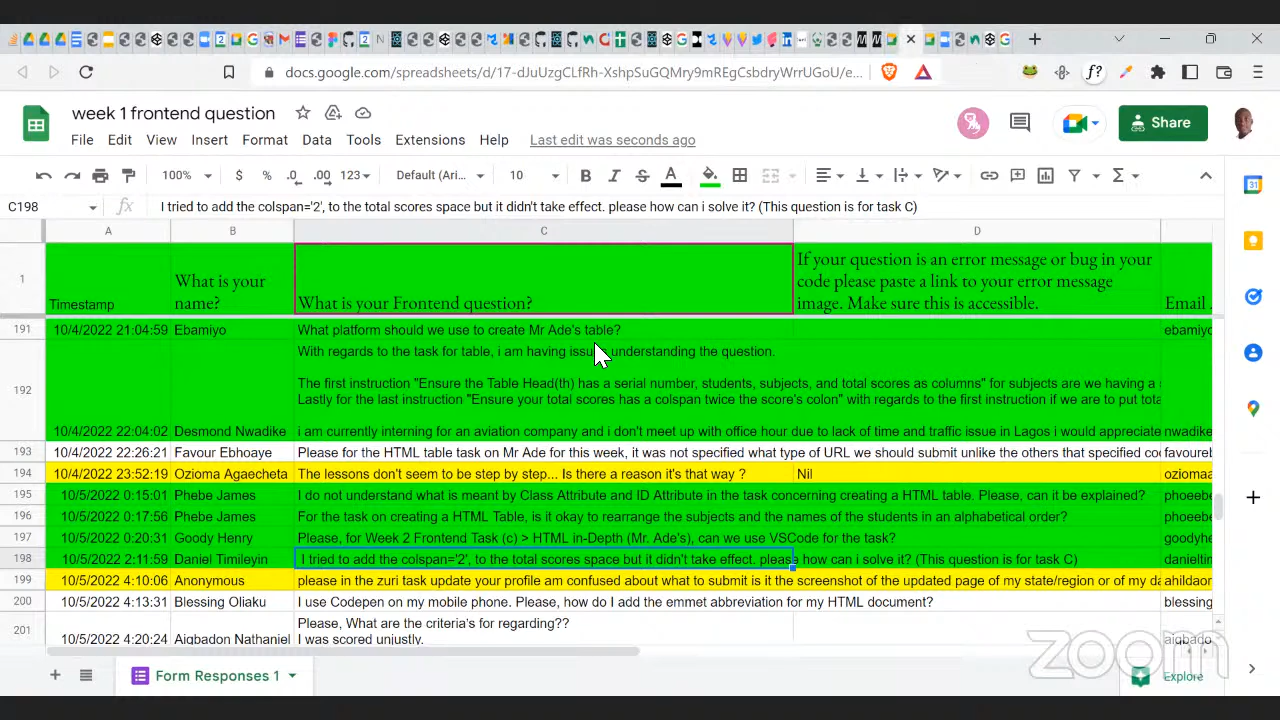 docs.google.com/spreadsheets/d/17-dJuUzgCLfRh-XshpSuGQMry9mREgCsbdryWrrUGoU/e...
week 1 frontend question
File Edit View Insert Format Data Tools Extensions Help Last edit was seconds ago
Share
100% $ % .0 .00 123 Default (Ari... 10 B I S A
C198 fx I tried to add the colspan='2', to the total scores space but it didn't take effect. please how can i solve it? (This question is for task C)
A B C D
1 Timestamp What is your name? What is your Frontend question? If your question is an error message or bug in your code please paste a link to your error message image. Make sure this is accessible. Email
191 10/4/2022 21:04:59 Ebamiyo What platform should we use to create Mr Ade's table? ebamiyo
With regards to the task for table, i am having issue understanding the question.
The first instruction "Ensure the Table Head(th) has a serial number, students, subjects, and total scores as columns" for subjects are we having a
192 Lastly for the last instruction "Ensure your total scores has a colspan twice the score's colon" with regards to the first instruction if we are to put tota
10/4/2022 22:04:02 Desmond Nwadike i am currently interning for an aviation company and i don't meet up with office hour due to lack of time and traffic issue in Lagos i would appreciate nwadike
193 10/4/2022 22:26:21 Favour Ebhoaye Please for the HTML table task on Mr Ade for this week, it was not specified what type of URL we should submit unlike the others that specified co favoureb
194 10/4/2022 23:52:19 Ozioma Agaecheta The lessons don't seem to be step by step... Is there a reason it's that way ? Nil oziomaa
195 10/5/2022 0:15:01 Phebe James I do not understand what is meant by Class Attribute and ID Attribute in the task concerning creating a HTML table. Please, can it be explained? phoebe
196 10/5/2022 0:17:56 Phebe James For the task on creating a HTML Table, is it okay to rearrange the subjects and the names of the students in an alphabetical order? phoebe
197 10/5/2022 0:20:31 Goody Henry Please, for Week 2 Frontend Task (c) > HTML in-Depth (Mr. Ade's), can we use VSCode for the task? goodyhe
198 10/5/2022 2:11:59 Daniel Timileyin I tried to add the colspan='2', to the total scores space but it didn't take effect. please how can i solve it? (This question is for task C) danieltim
199 10/5/2022 4:10:06 Anonymous please in the zuri task update your profile am confused about what to submit is it the screenshot of the updated page of my state/region or of my da ahildaor
200 10/5/2022 4:13:31 Blessing Oliaku I use Codepen on my mobile phone. Please, how do I add the emmet abbreviation for my HTML document? blessing
Please, What are the criteria's for regarding??
201 10/5/2022 4:20:24 Aigbadon Nathaniel I was scored unjustly. aigbado
zoom
Form Responses 1 Explore